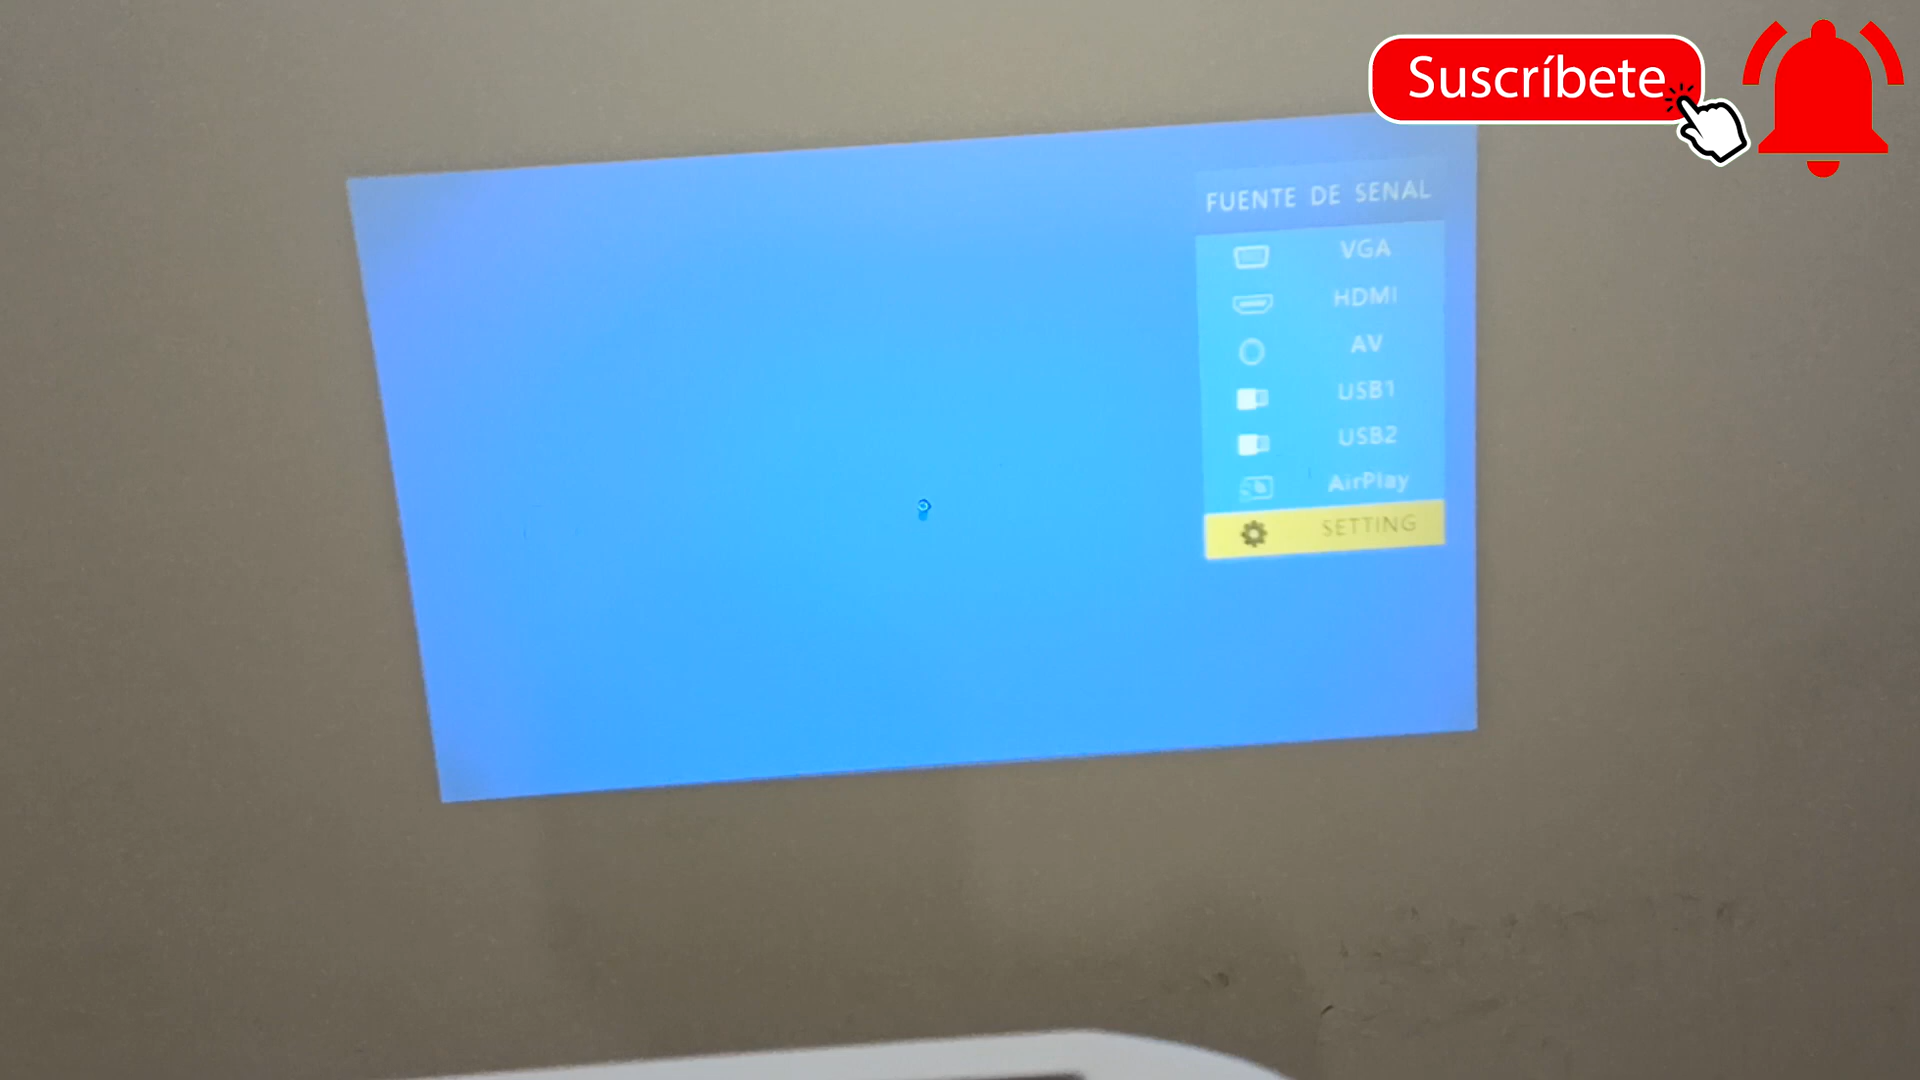 Suscríbete
FUENTE DE SENAL
VGA
HDMI
AV
USB1
USB2
AirPlay
SETTING